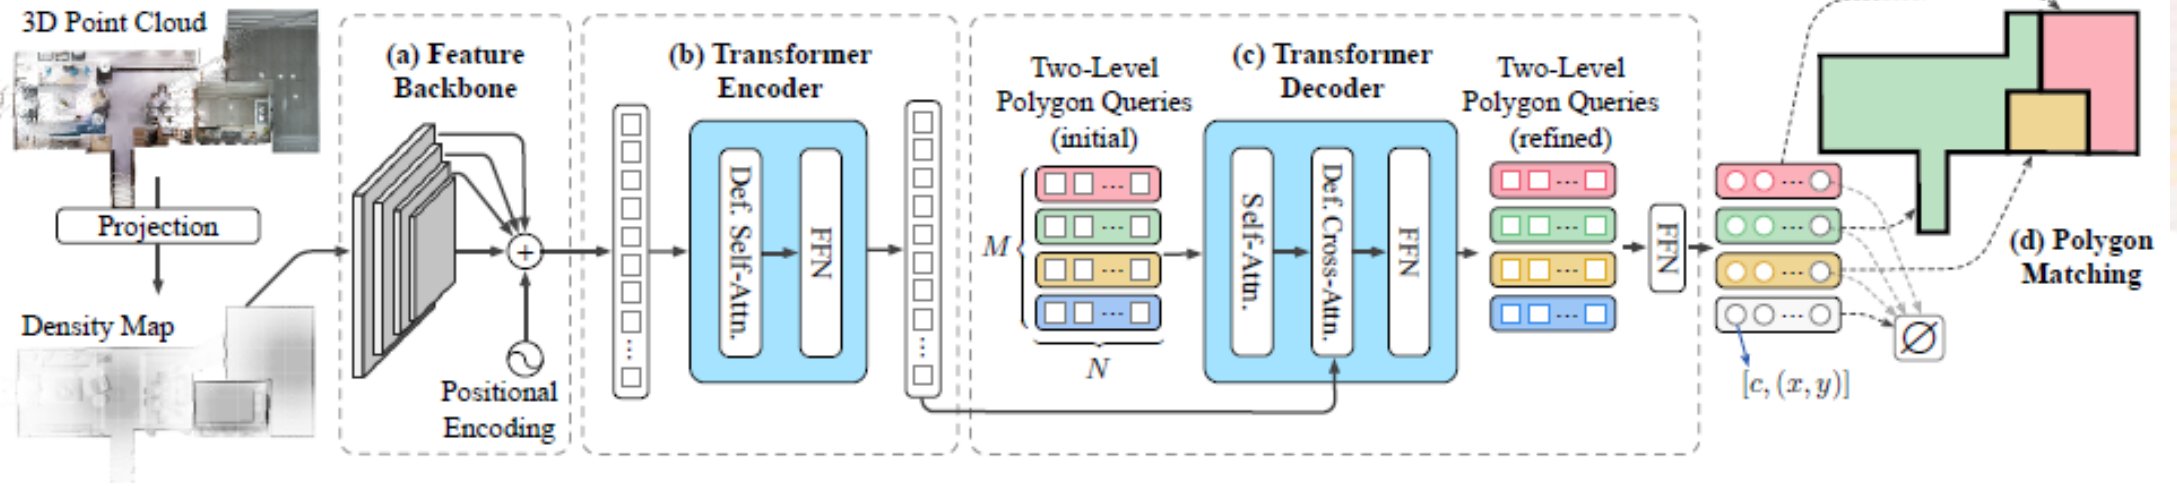 3D Point Cloud
Projection
Density Map
(a) Feature
Backbone
+
Positional
Encoding
(b) Transformer
Encoder
...
Def. Self-Attn.
FFN
...
Two-Level
Polygon Queries
(initial)
...
...
...
...
M
N
(c) Transformer
Decoder
Self-Attn.
Def. Cross-Attn.
FFN
Two-Level
Polygon Queries
(refined)
...
...
...
...
FFN
...
...
...
...
[c, (x, y)]
∅
(d) Polygon
Matching